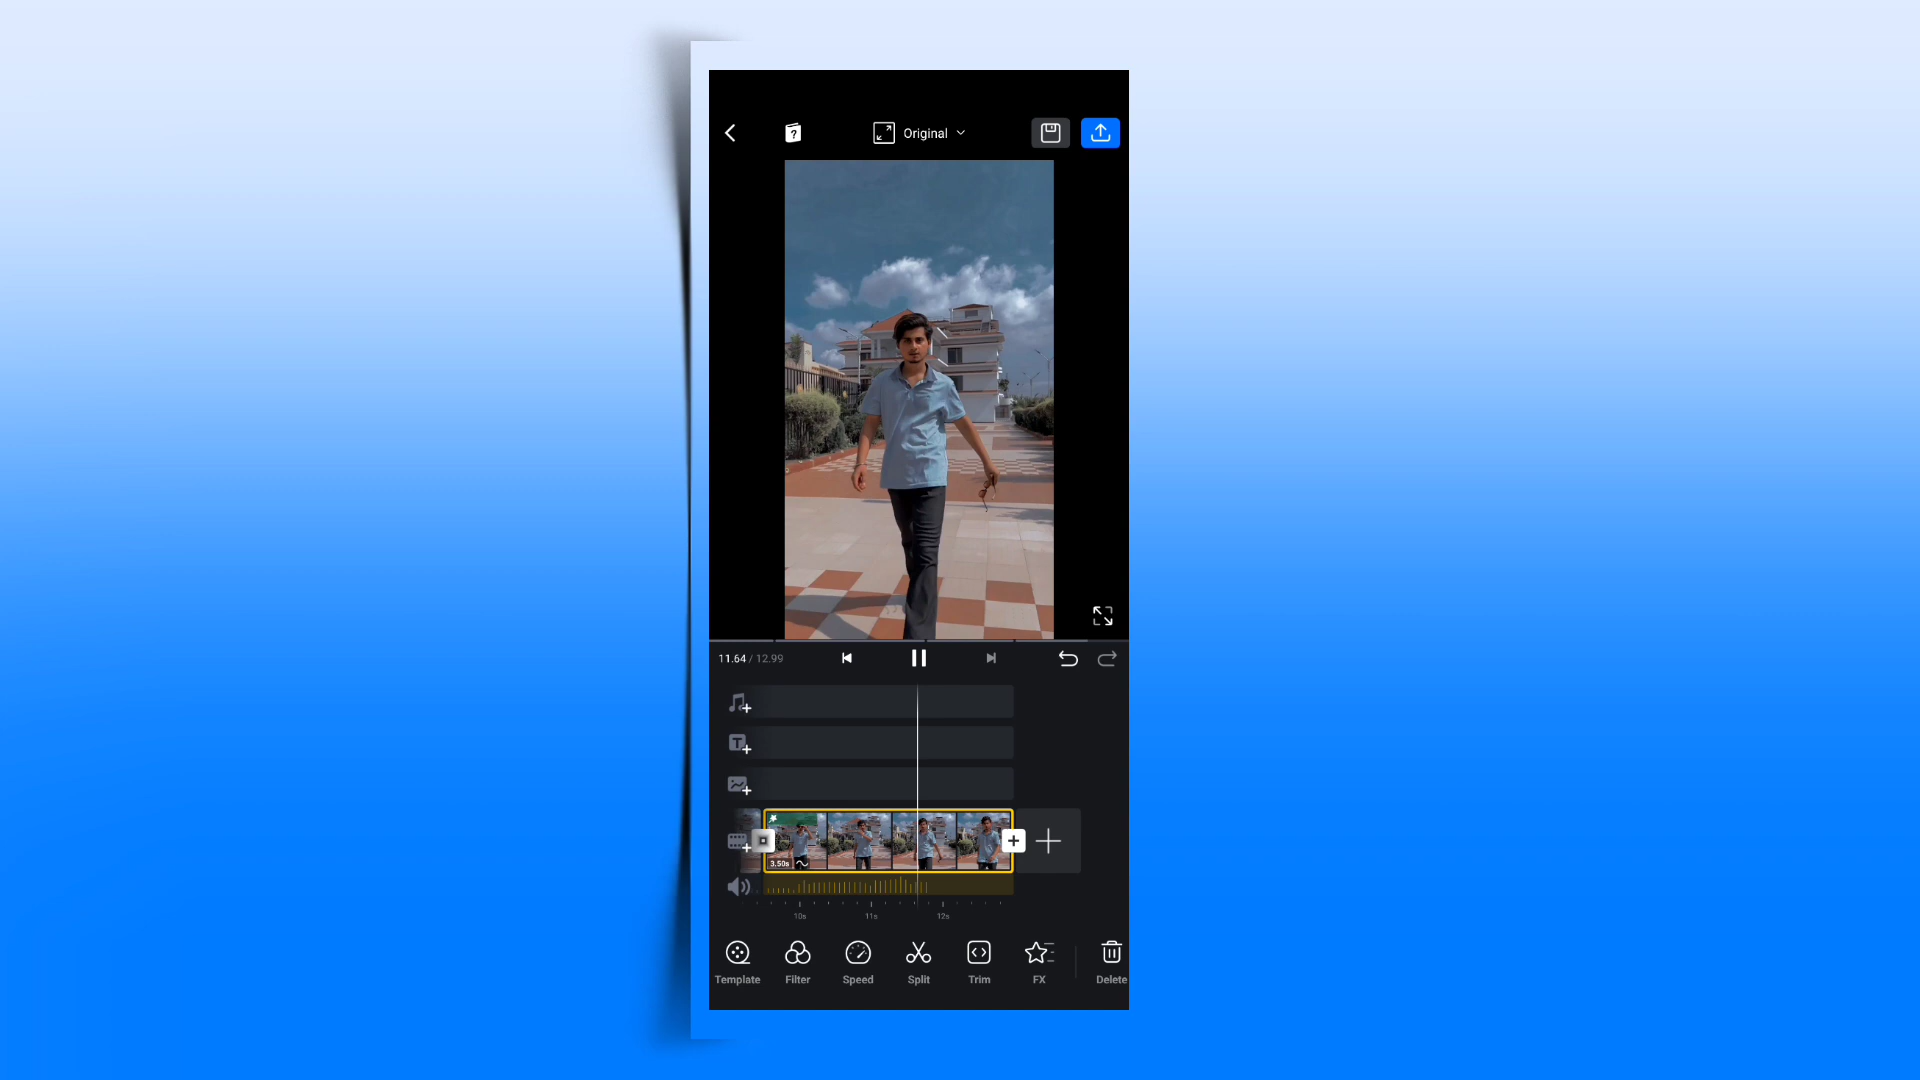 Original
11.64 / 12.99
3.50s
10s 11s 12s
Template Filter Speed Split Trim FX Delete